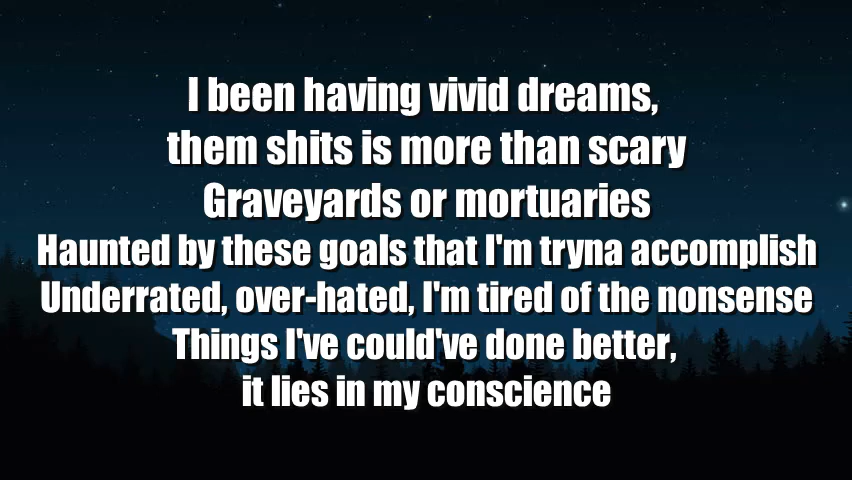 I been having vivid dreams,
them shits is more than scary
Graveyards or mortuaries
Haunted by these goals that I'm tryna accomplish
Underrated, over-hated, I'm tired of the nonsense
Things I've could've done better,
it lies in my conscience